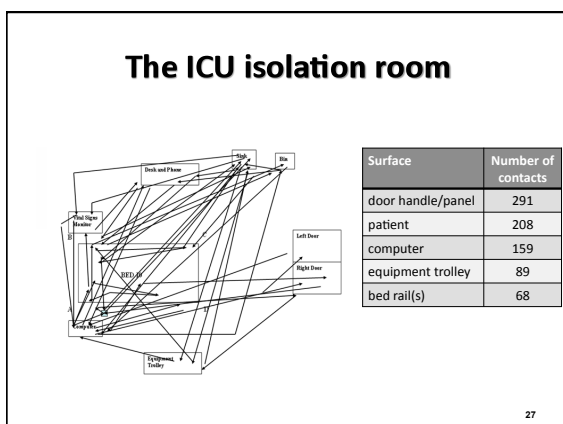 The ICU isolation room
Sink
Bin
Desk and Phone
Vital Signs
Monitor
B
C
Left Door
Right Door
BED 10
A
D
Computer
Equipment
Trolley
Surface Number of contacts
door handle/panel 291
patient 208
computer 159
equipment trolley 89
bed rail(s) 68
27